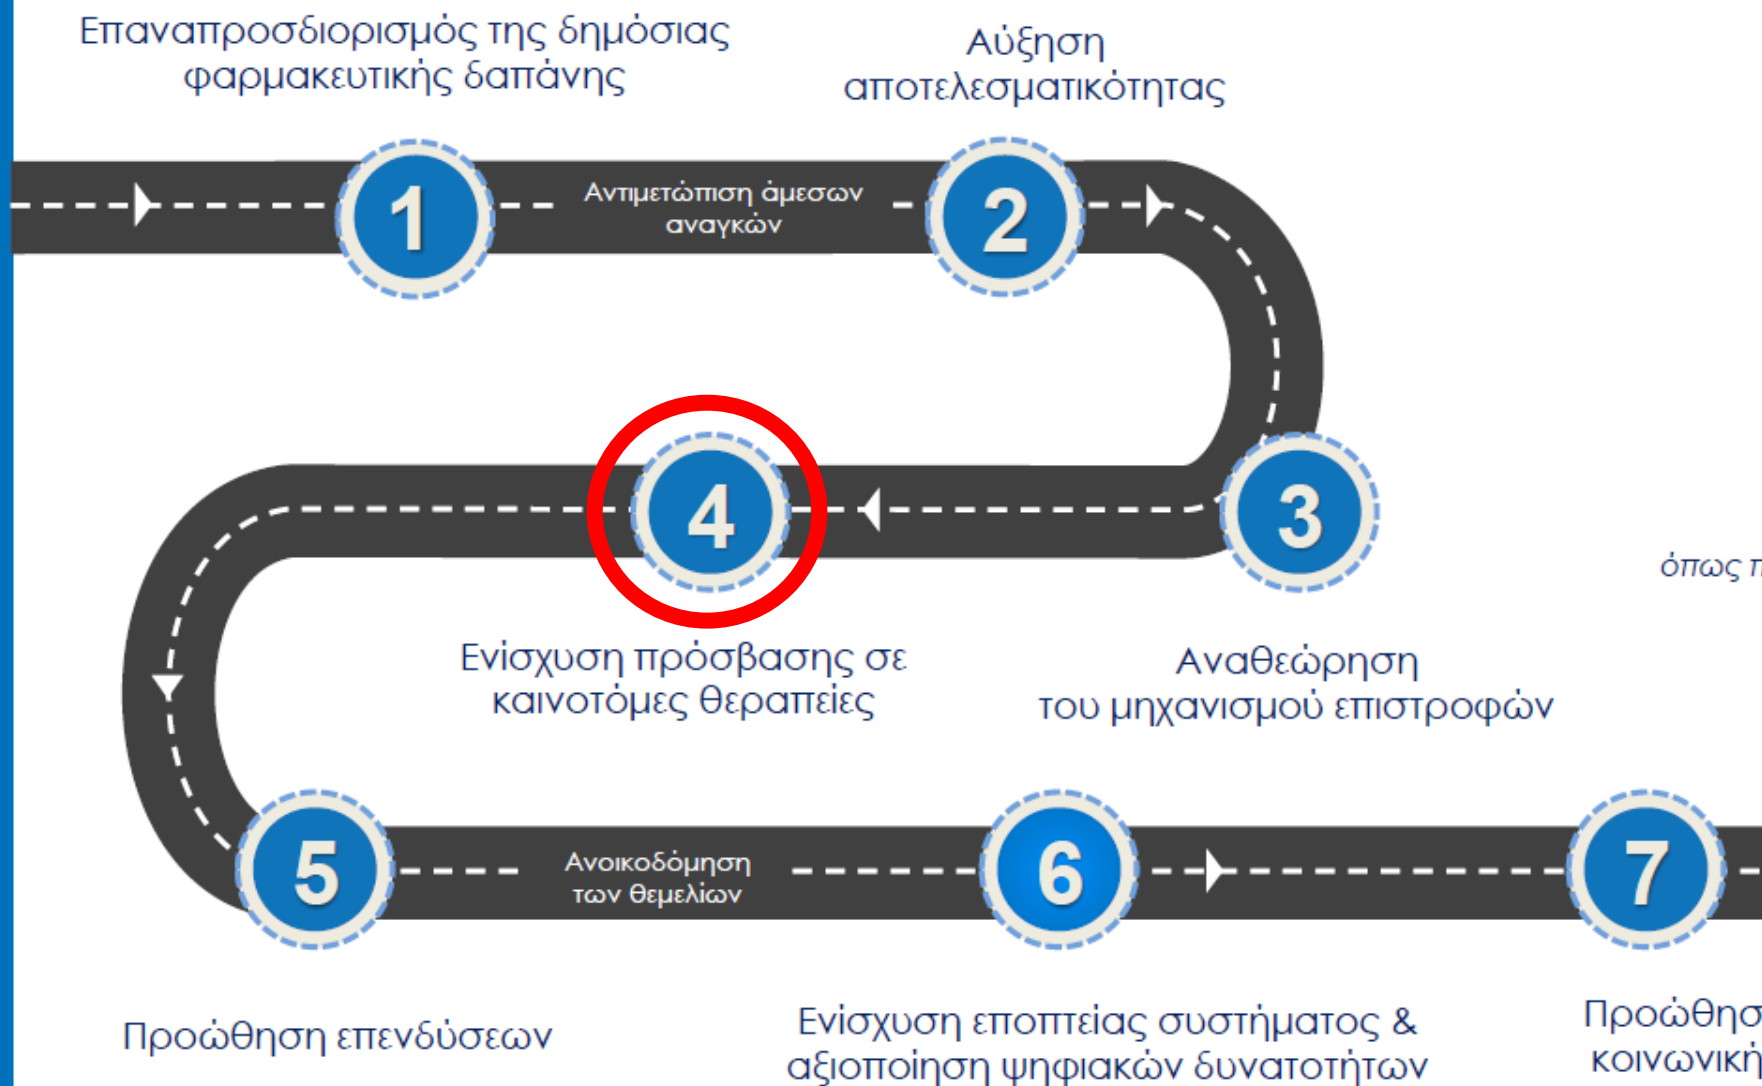 Επαναπροσδιορισμός της δημόσιας
φαρμακευτικής δαπάνης
Αύξηση
αποτελεσματικότητας
1
Αντιμετώπιση άμεσων
αναγκών
2
4
3
όπως
Ενίσχυση πρόσβασης σε
καινοτόμες θεραπείες
Αναθεώρηση
του μηχανισμού επιστροφών
5
Ανοικοδόμηση
των θεμελίων
6
7
Προώθηση επενδύσεων
Ενίσχυση εποπτείας συστήματος &
αξιοποίηση ψηφιακών δυνατοτήτων